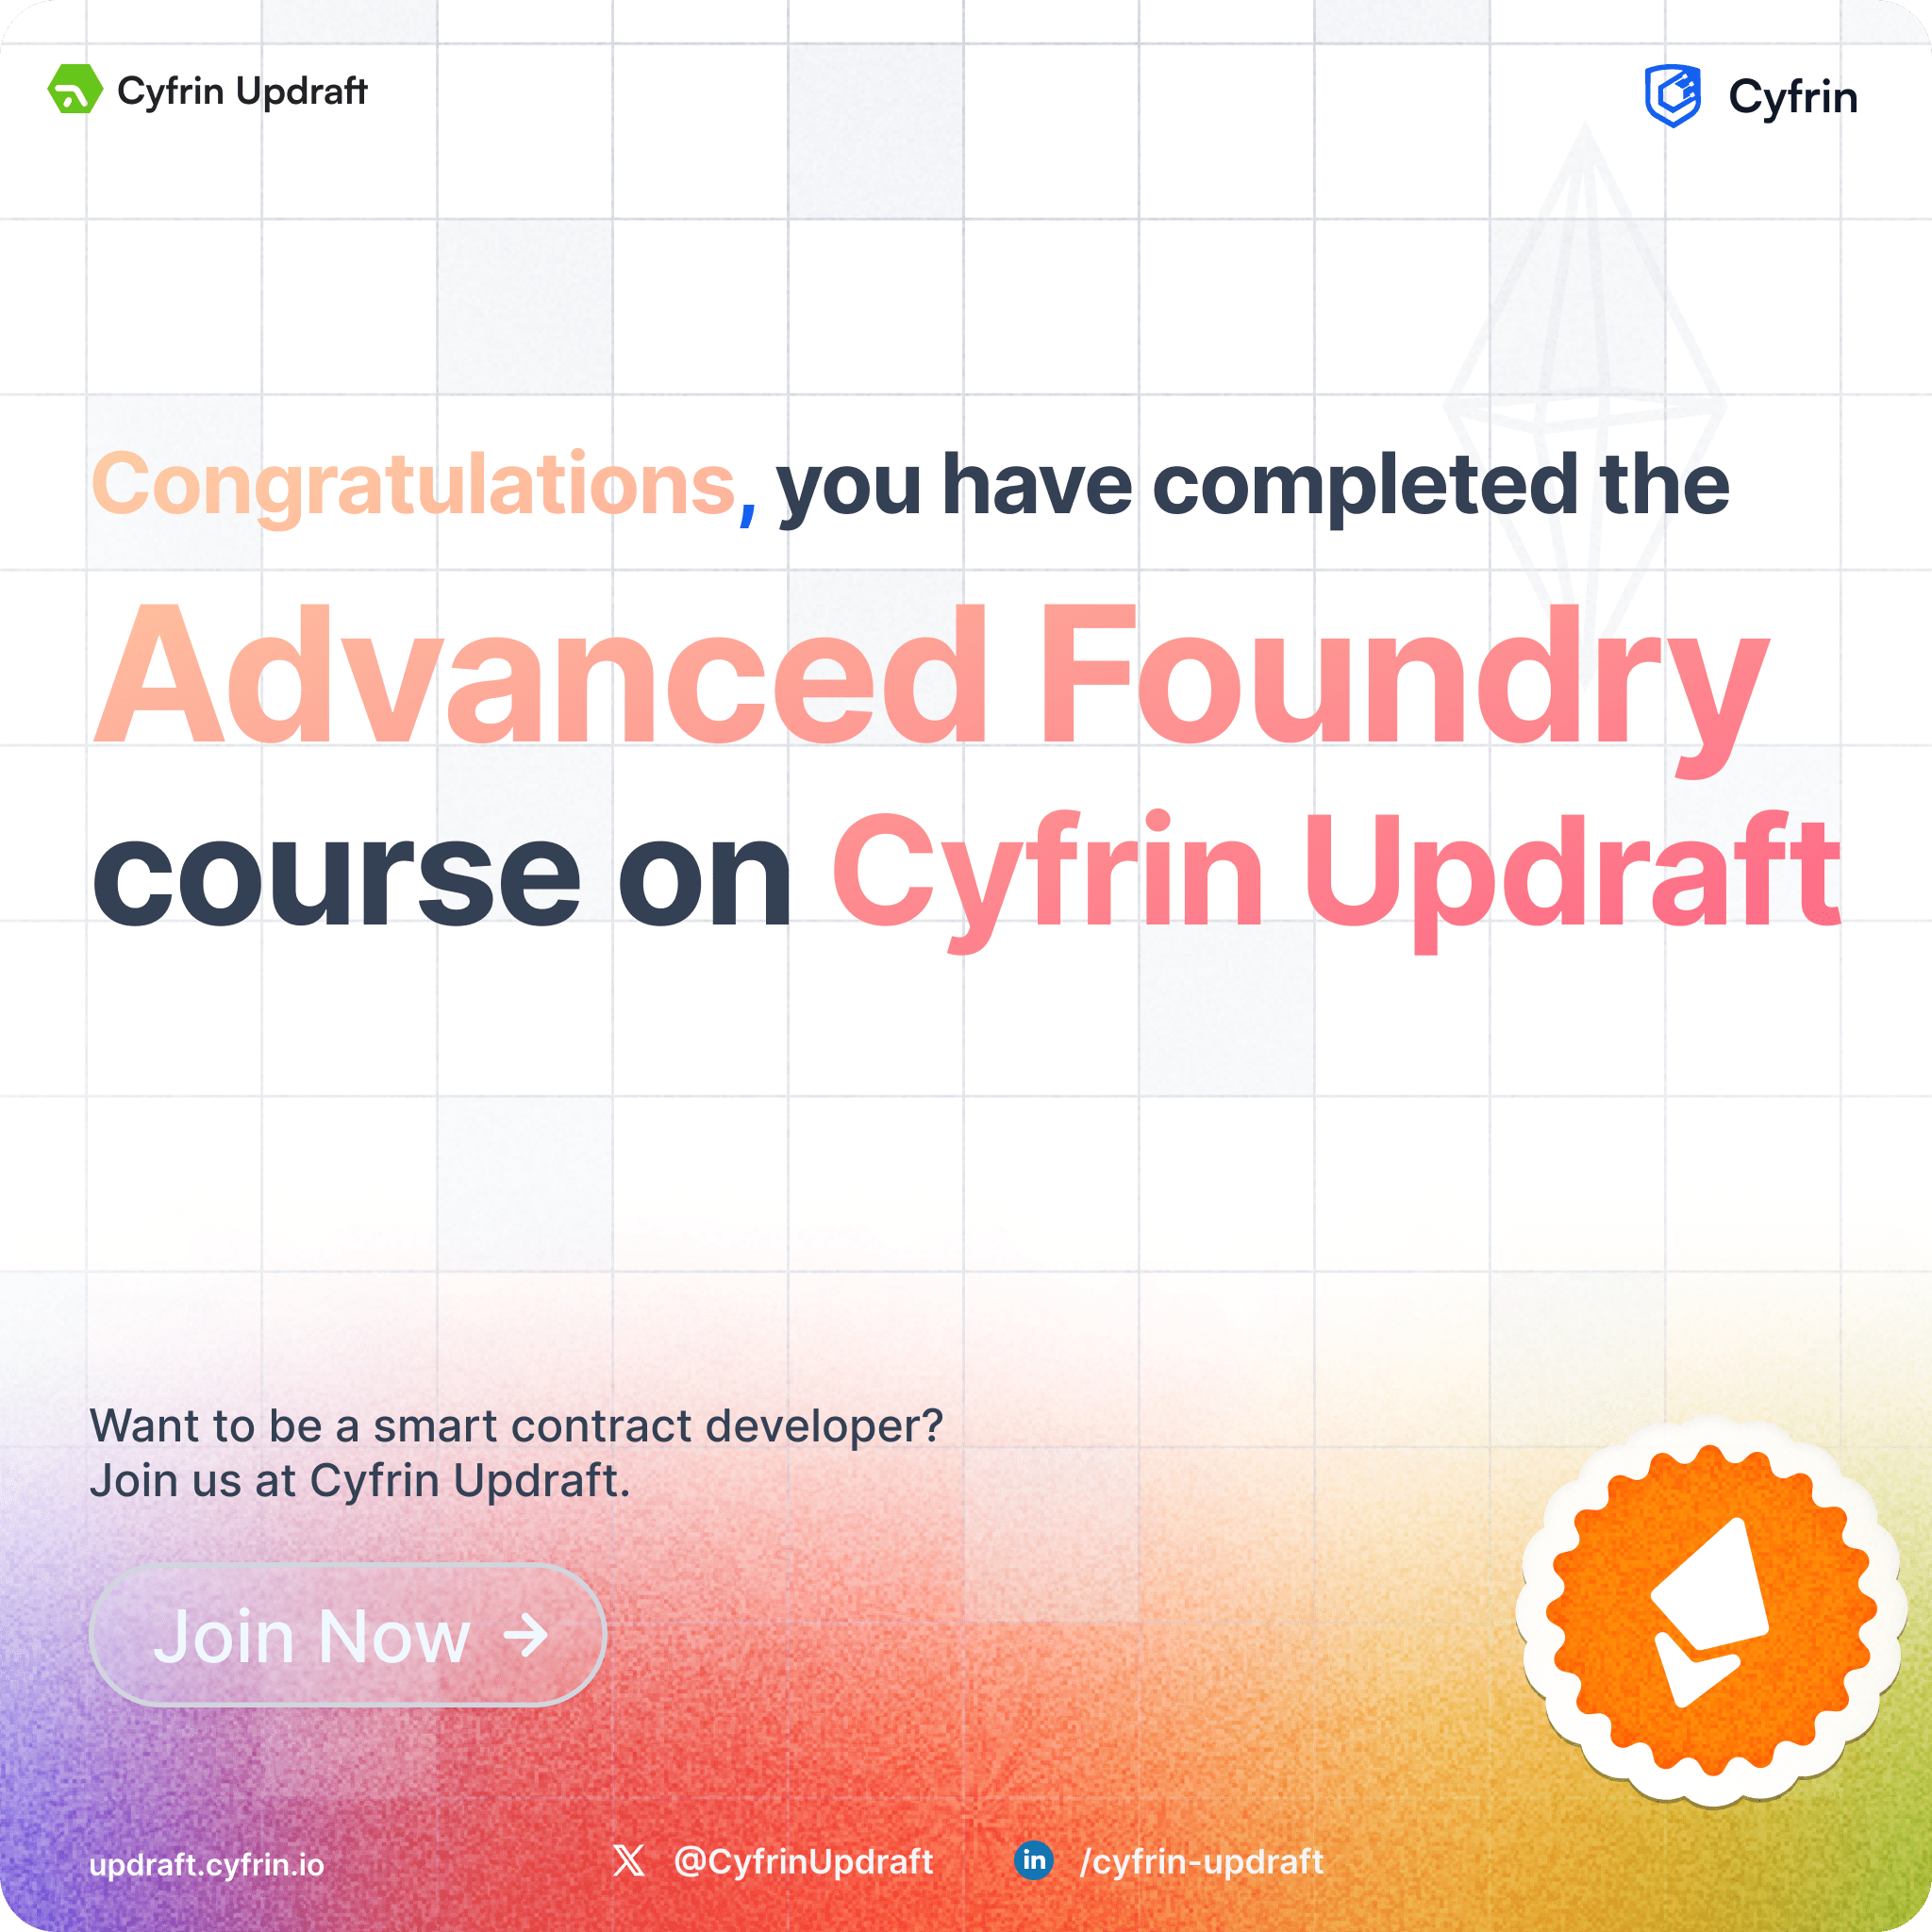 Cyfrin Updraft
Cyfrin
Congratulations, you have completed the
Advanced Foundry
course on Cyfrin Updraft
Want to be a smart contract developer?
Join us at Cyfrin Updraft.
Join Now
updraft.cyfrin.io
@CyfrinUpdraft
in
/cyfrin-updraft